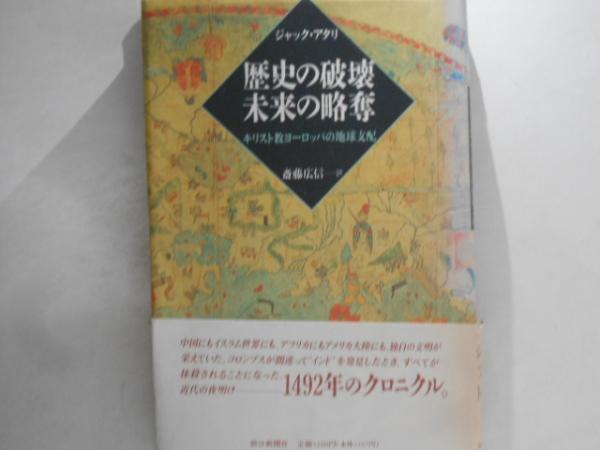 ジャック・アタリ
歴史の破壊
未来の略奪
キリスト教ヨーロッパの地球支配
斎藤広信 訳
中国にもイスラム世界にも、アフリカにもアメリカ大陸にも、独自の文明が
栄えていた。コロンブスが間違って“インド”を発見したとき、すべてが
抹殺されることになった。
近代の夜明け――1492年のクロニクル。
朝日新聞社